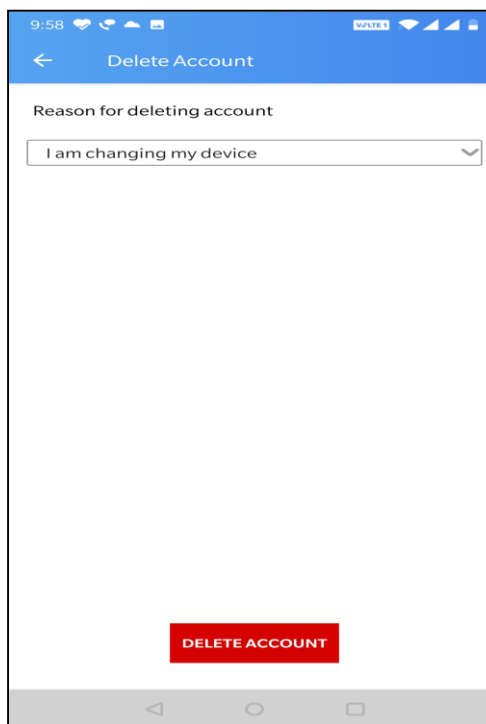 9:58
VoLTE 1
Delete Account
Reason for deleting account
I am changing my device
DELETE ACCOUNT